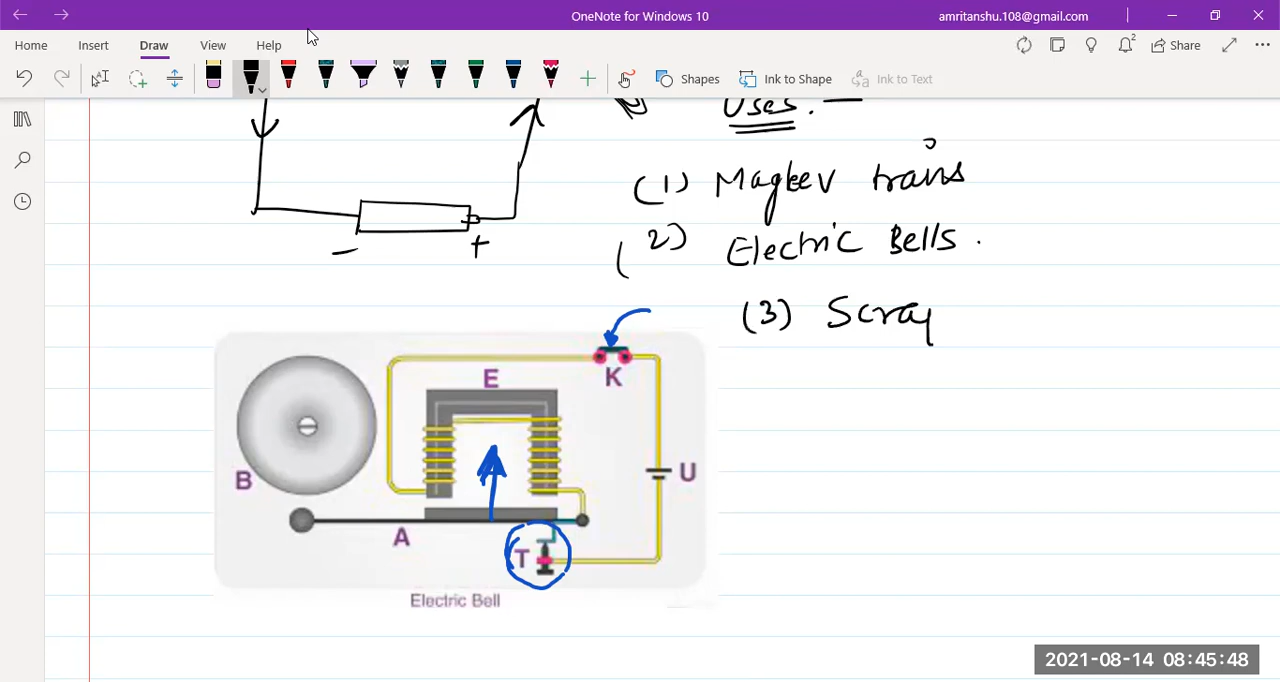 OneNote for Windows 10
amritanshu.108@gmail.com
Home Insert Draw View Help
Share
Shapes
Ink to Shape
Ink to Text
Uses. —
(1) Maglev trains
(2) Electric Bells.
(3) Scrap
- +
E
K
B
U
A
T
Electric Bell
2021-08-14 08:45:48